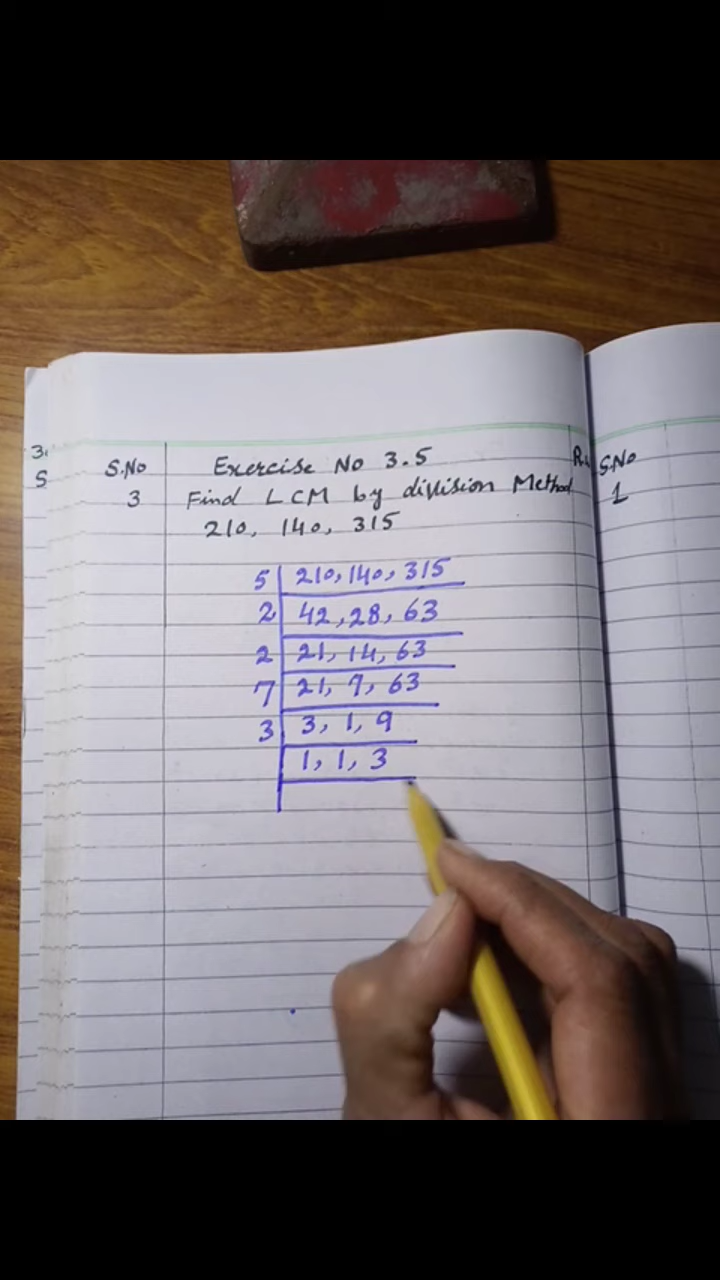 3.
S
S.No Exercise No 3.5
3 Find LCM by division Method
210, 140, 315
5 210, 140, 315
2 42, 28, 63
2 21, 14, 63
7 21, 7, 63
3 3, 1, 9
1, 1, 3
S.No
1